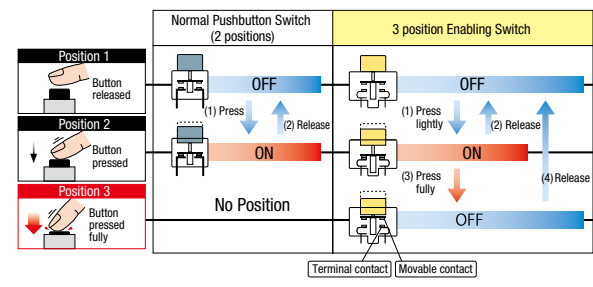 Normal Pushbutton Switch
(2 positions)
3 position Enabling Switch
Position 1
Button
released
OFF
OFF
(1) Press
(2) Release
(1) Press
lightly
(2) Release
Position 2
Button
pressed
ON
ON
(3) Press
fully
(4) Release
Position 3
Button
pressed
fully
No Position
OFF
Terminal contact
Movable contact